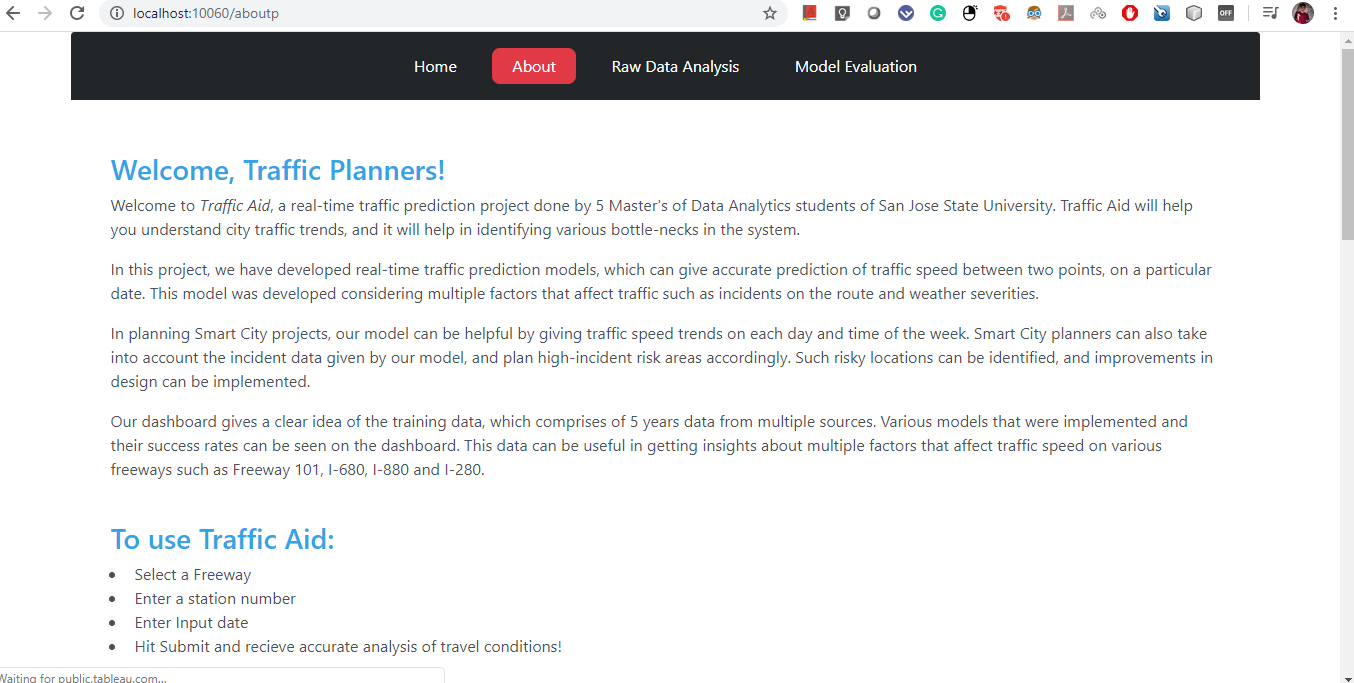 localhost:10060/aboutp
OFF
Home About Raw Data Analysis Model Evaluation
Welcome, Traffic Planners!
Welcome to Traffic Aid, a real-time traffic prediction project done by 5 Master's of Data Analytics students of San Jose State University. Traffic Aid will help
you understand city traffic trends, and it will help in identifying various bottle-necks in the system.
In this project, we have developed real-time traffic prediction models, which can give accurate prediction of traffic speed between two points, on a particular
date. This model was developed considering multiple factors that affect traffic such as incidents on the route and weather severities.
In planning Smart City projects, our model can be helpful by giving traffic speed trends on each day and time of the week. Smart City planners can also take
into account the incident data given by our model, and plan high-incident risk areas accordingly. Such risky locations can be identified, and improvements in
design can be implemented.
Our dashboard gives a clear idea of the training data, which comprises of 5 years data from multiple sources. Various models that were implemented and
their success rates can be seen on the dashboard. This data can be useful in getting insights about multiple factors that affect traffic speed on various
freeways such as Freeway 101, I-680, I-880 and I-280.
To use Traffic Aid:
Select a Freeway
Enter a station number
Enter Input date
Hit Submit and recieve accurate analysis of travel conditions!
Waiting for public.tableau.com...